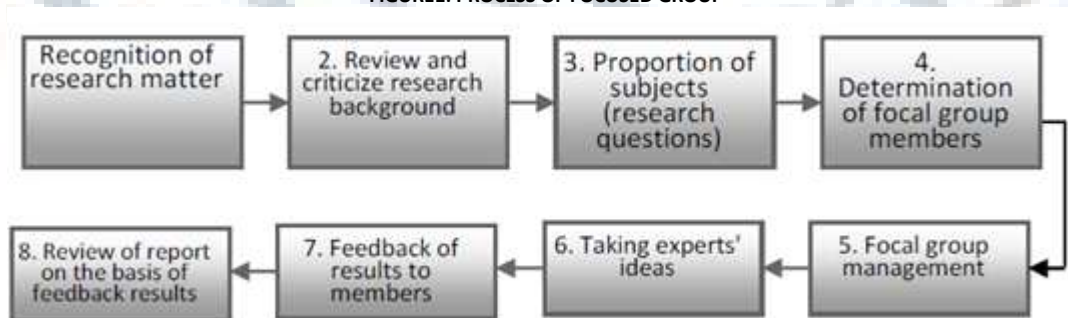 Recognition of
research matter
2. Review and
criticize research
background
3. Proportion of
subjects
(research
questions)
4.
Determination
of focal group
members
5. Focal group
management
6. Taking experts'
ideas
7. Feedback of
results to
members
8. Review of report
on the basis of
feedback results